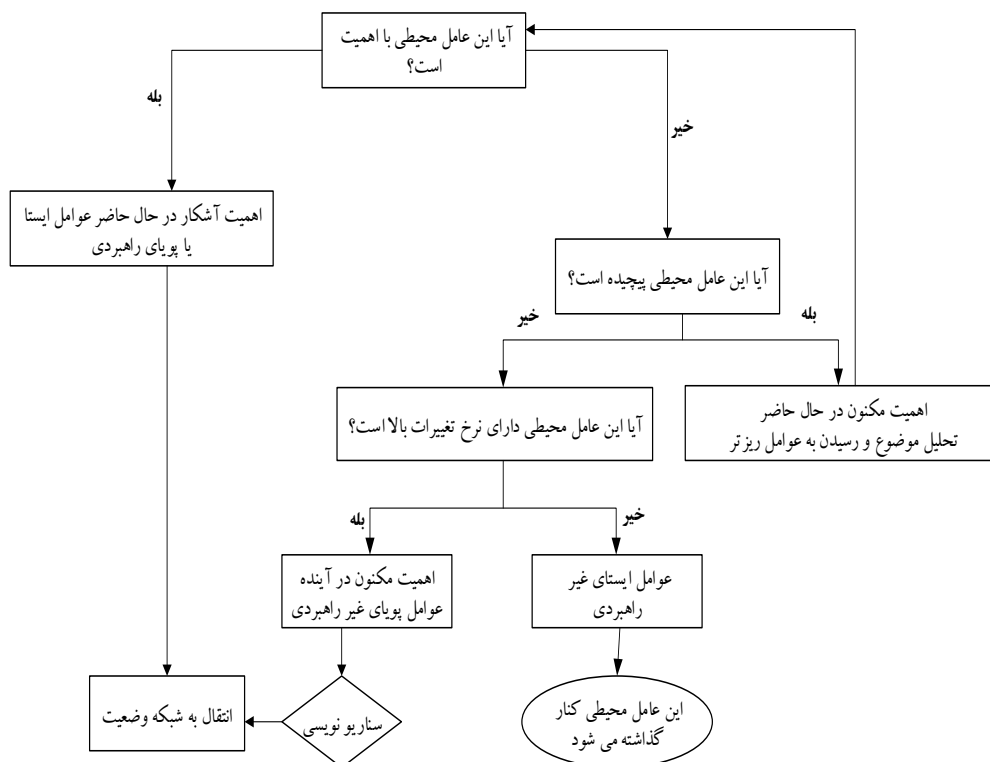 آیا این عامل محیطی با اهمیت
است؟
بله
خیر
اهمیت آشکار در حال حاضر عوامل ایستا
یا پویای راهبردی
آیا این عامل محیطی پیچیده است؟
خیر
بله
اهمیت مکنون در حال حاضر
تحلیل موضوع و رسیدن به عوامل ریزتر
آیا این عامل محیطی دارای نرخ تغییرات بالا است؟
خیر
بله
عوامل ایستای غیر
راهبردی
اهمیت مکنون در آینده
عوامل پویای غیر راهبردی
این عامل محیطی کنار
گذاشته می شود
سناریو نویسی
انتقال به شبکه وضعیت